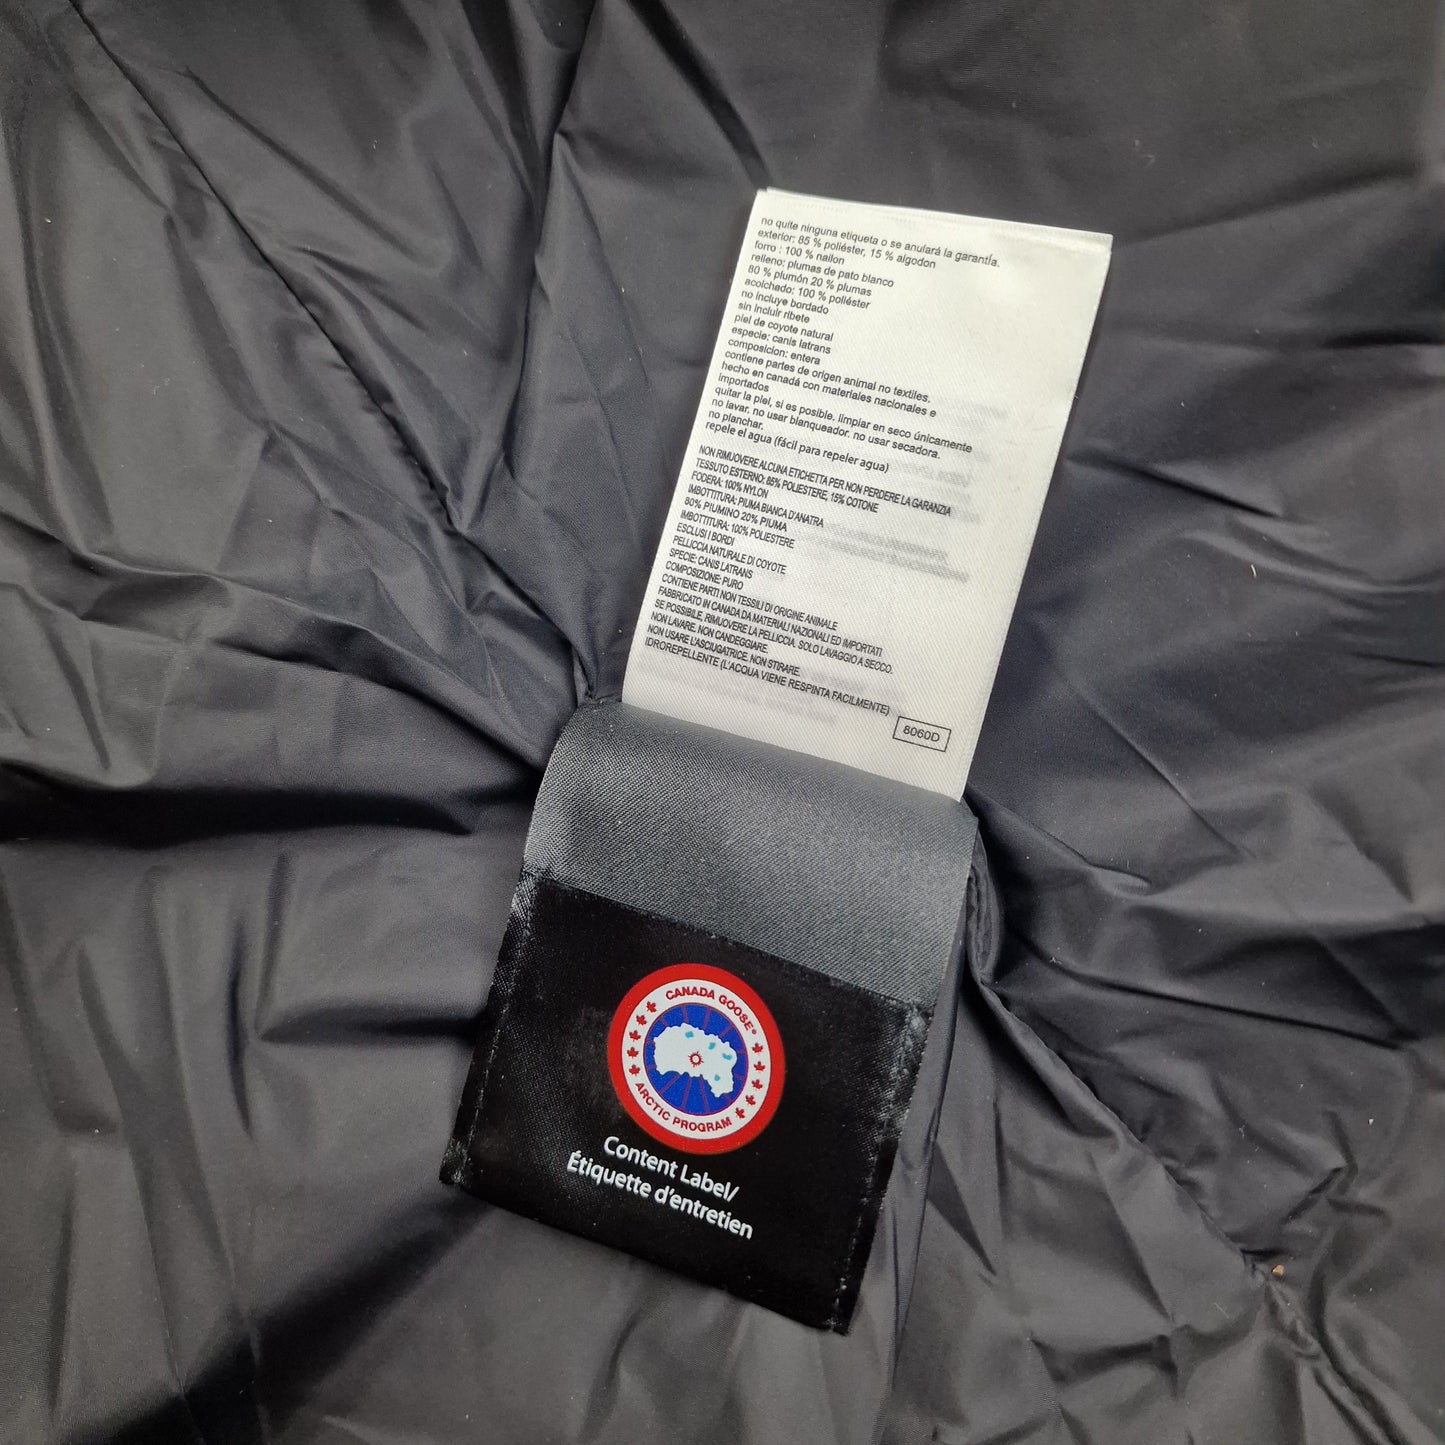 no quite ninguna etiqueta o se anulará la garantía.
exterior: 85 % poliéster, 15 % algodon
forro : 100 % nailon
relleno: plumas de pato blanco
80 % plumón 20 % plumas
acolchado: 100 % poliéster
no incluye bordado
sin incluir ribete
piel de coyote natural
especie: canis latrans
composicion: entera
contiene partes de origen animal no textiles.
hecho en canadá con materiales nacionales e
importados
quitar la piel, si es posible, limpiar en seco únicamente
no lavar. no usar blanqueador. no usar secadora.
no planchar.
repele el agua (fácil para repeler agua)
NON RIMUOVERE ALCUNA ETICHETTA PER NON PERDERE LA GARANZIA
TESSUTO ESTERNO: 85% POLIESTERE, 15% COTONE
FODERA: 100% NYLON
IMBOTTITURA: PIUMA BIANCA D'ANATRA
80% PIUMINO 20% PIUMA
IMBOTTITURA: 100% POLIESTERE
ESCLUSI I BORDI
PELLICCIA NATURALE DI COYOTE
SPECIE: CANIS LATRANS
COMPOSIZIONE: PURO
CONTIENE PARTI NON TESSILI DI ORIGINE ANIMALE
FABBRICATO IN CANADA DA MATERIALI NAZIONALI ED IMPORTATI
SE POSSIBILE, RIMUOVERE LA PELLICCIA. SOLO LAVAGGIO A SECCO.
NON LAVARE. NON CANDEGGIARE.
NON USARE L'ASCIUGATRICE. NON STIRARE.
IDROREPELLENTE (L'ACQUA VIENE RESPINTA FACILMENTE)
8060D
CANADA GOOSE®
ARCTIC PROGRAM
Content Label/
Étiquette d'entretien